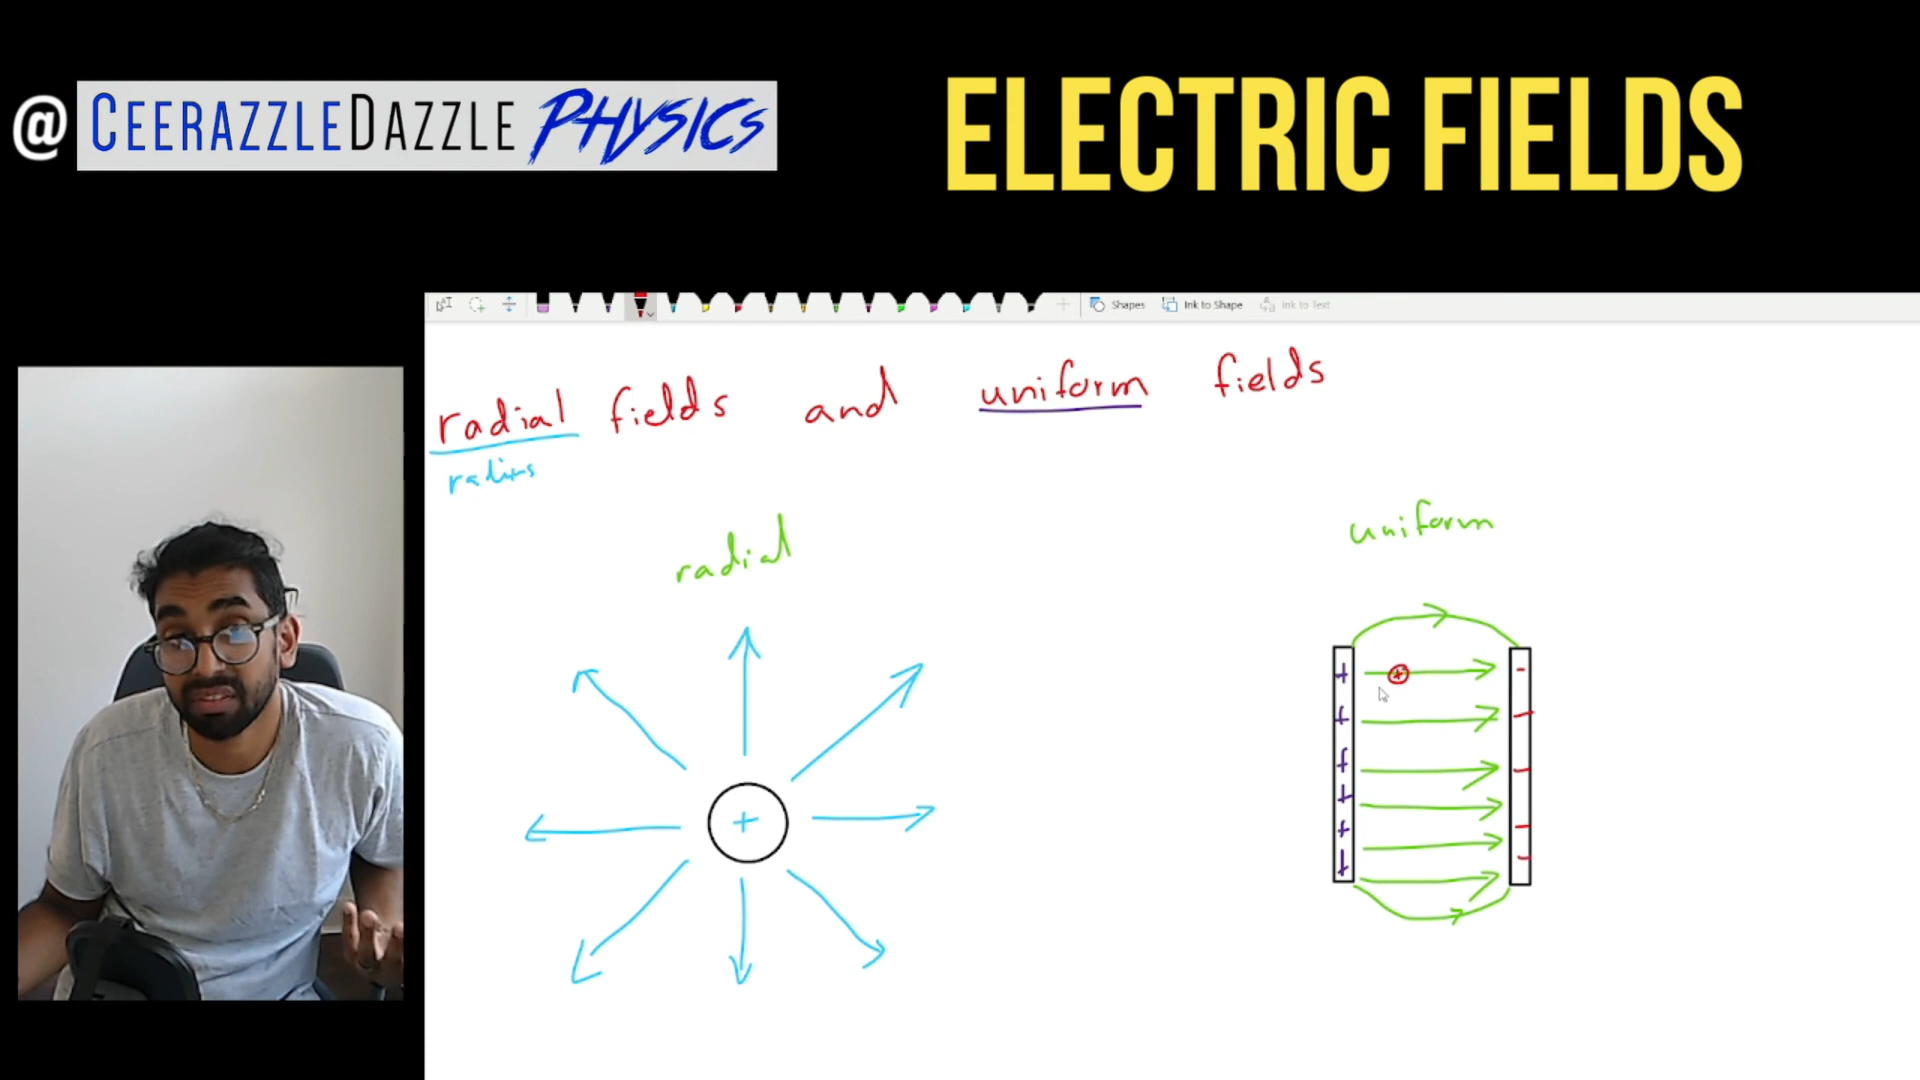 @ CEERAZZLEDAZZLE PHYSICS
ELECTRIC FIELDS
Shapes Ink to Shape Ink to Text
radial fields and uniform fields
radius
radial
uniform
+
+ + + + + +
+
- - - - -